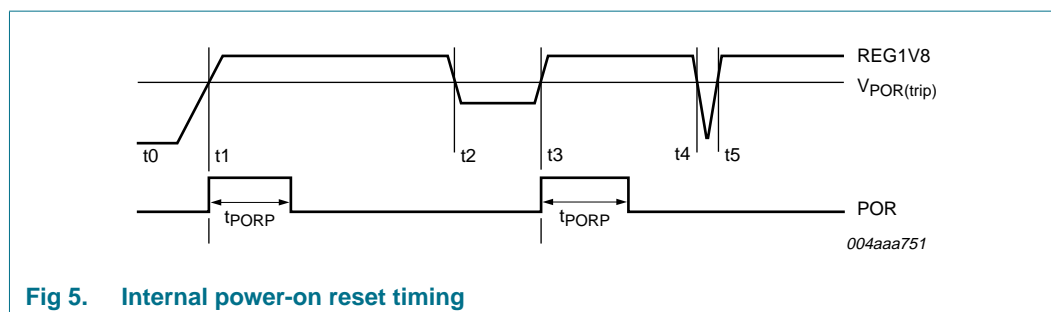 REG1V8
VPOR(trip)
t0 t1 t2 t3 t4 t5
tPORP tPORP
POR
004aaa751
Fig 5. Internal power-on reset timing